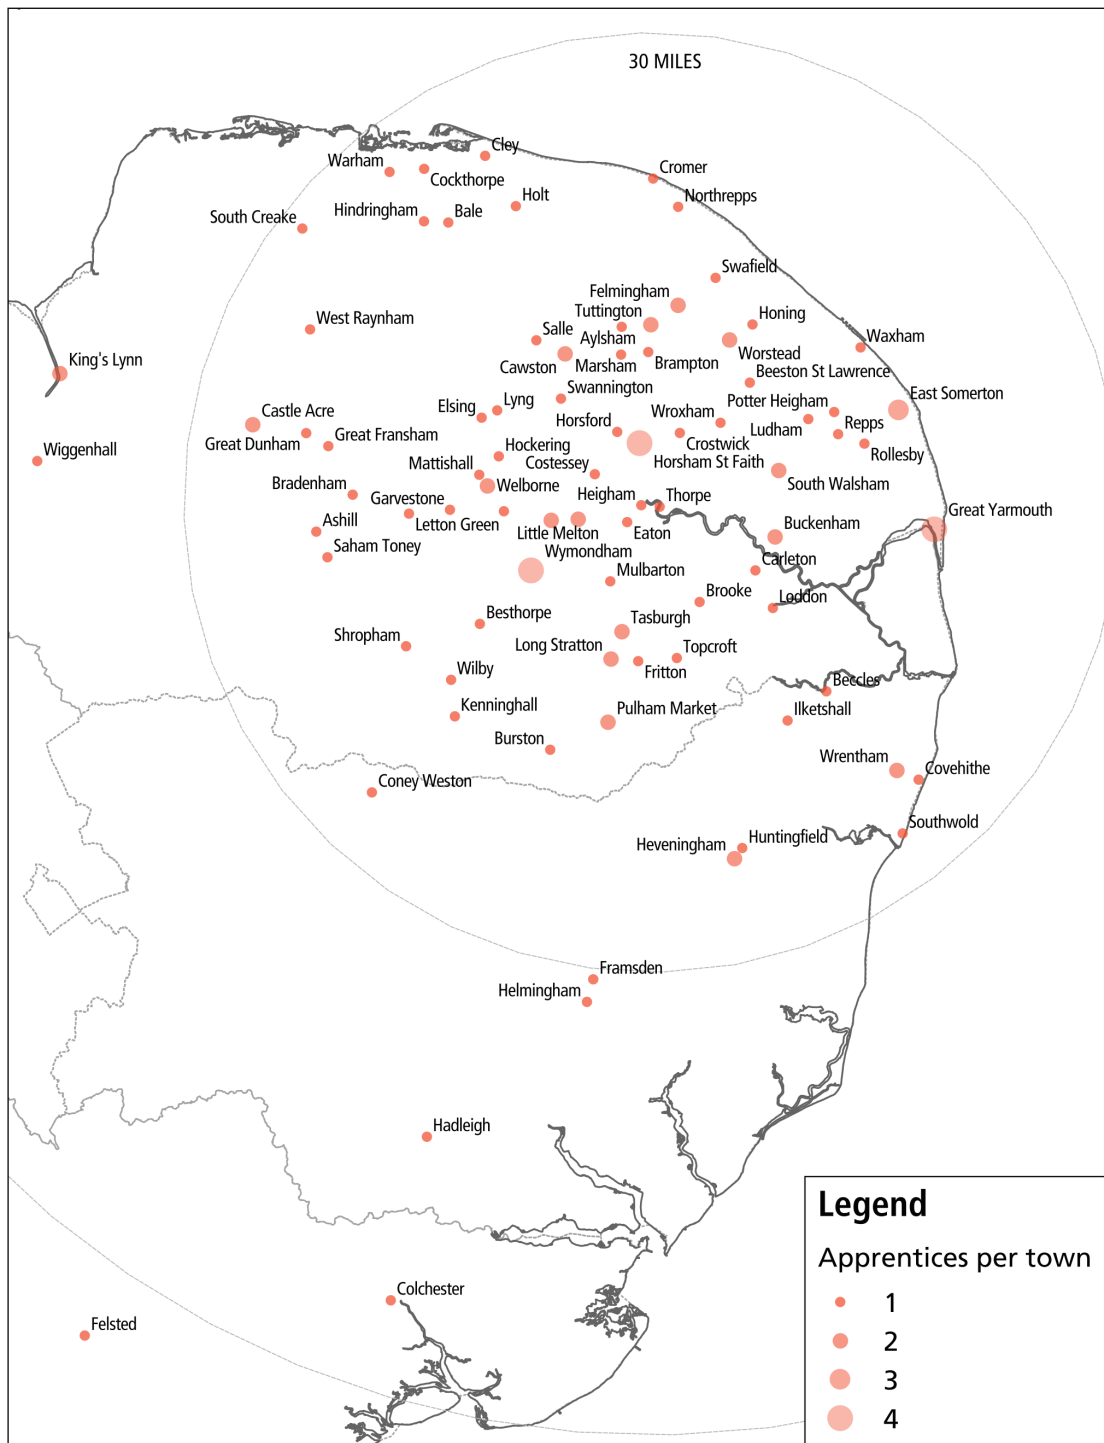 30 MILES
Cley
Warham
Cockthorpe
Cromer
Holt
Northrepps
Hindringham
Bale
South Creake
Swafield
Felmingham
Tuttington
Honing
West Raynham
Salle
Aylsham
Waxham
King's Lynn
Cawston
Marsham
Brampton
Worstead
Beeston St Lawrence
Swannington
East Somerton
Castle Acre
Elsing
Lyng
Horsford
Wroxham
Potter Heigham
Great Dunham
Great Fransham
Ludham
Repps
Wiggenhall
Hockering
Crostwick
Rollesby
Mattishall
Costessey
Horsham St Faith
Bradenham
Welborne
South Walsham
Garvestone
Heigham
Thorpe
Great Yarmouth
Ashill
Letton Green
Little Melton
Eaton
Buckenham
Saham Toney
Wymondham
Carleton
Mulbarton
Brooke
Loddon
Besthorpe
Tasburgh
Shropham
Long Stratton
Topcroft
Wilby
Fritton
Beccles
Kenninghall
Pulham Market
Ilketshall
Burston
Wrentham
Covehithe
Coney Weston
Southwold
Heveningham
Huntingfield
Framsden
Helmingham
Hadleigh
Colchester
Felsted
Legend
Apprentices per town
1
2
3
4